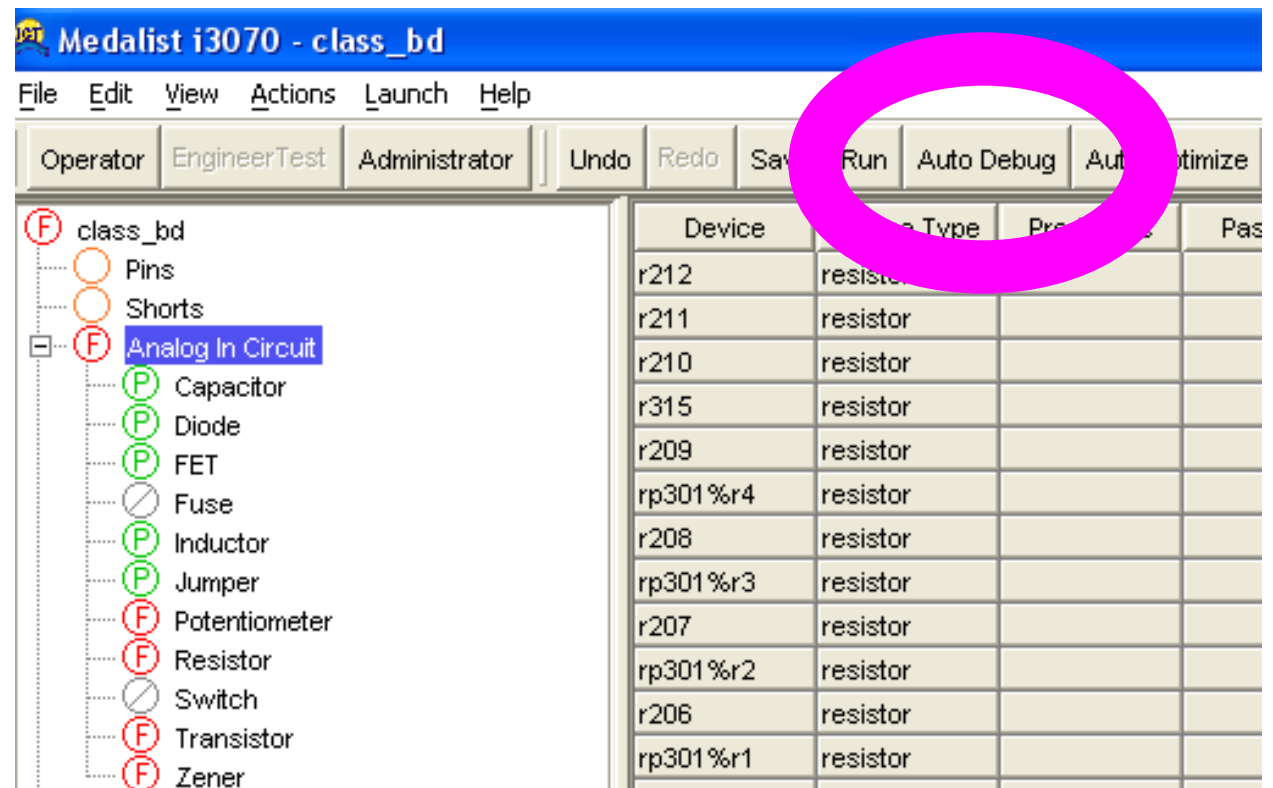 Medalist i3070 - class_bd
File Edit View Actions Launch Help
Operator EngineerTest Administrator Undo Redo Run Auto Debug
class_bd
Pins
Shorts
Analog In Circuit
Capacitor
Diode
FET
Fuse
Inductor
Jumper
Potentiometer
Resistor
Switch
Transistor
Zener
Device Type
r212
r211 resistor
r210 resistor
r315 resistor
r209 resistor
rp301%r4 resistor
r208 resistor
rp301%r3 resistor
r207 resistor
rp301%r2 resistor
r206 resistor
rp301%r1 resistor